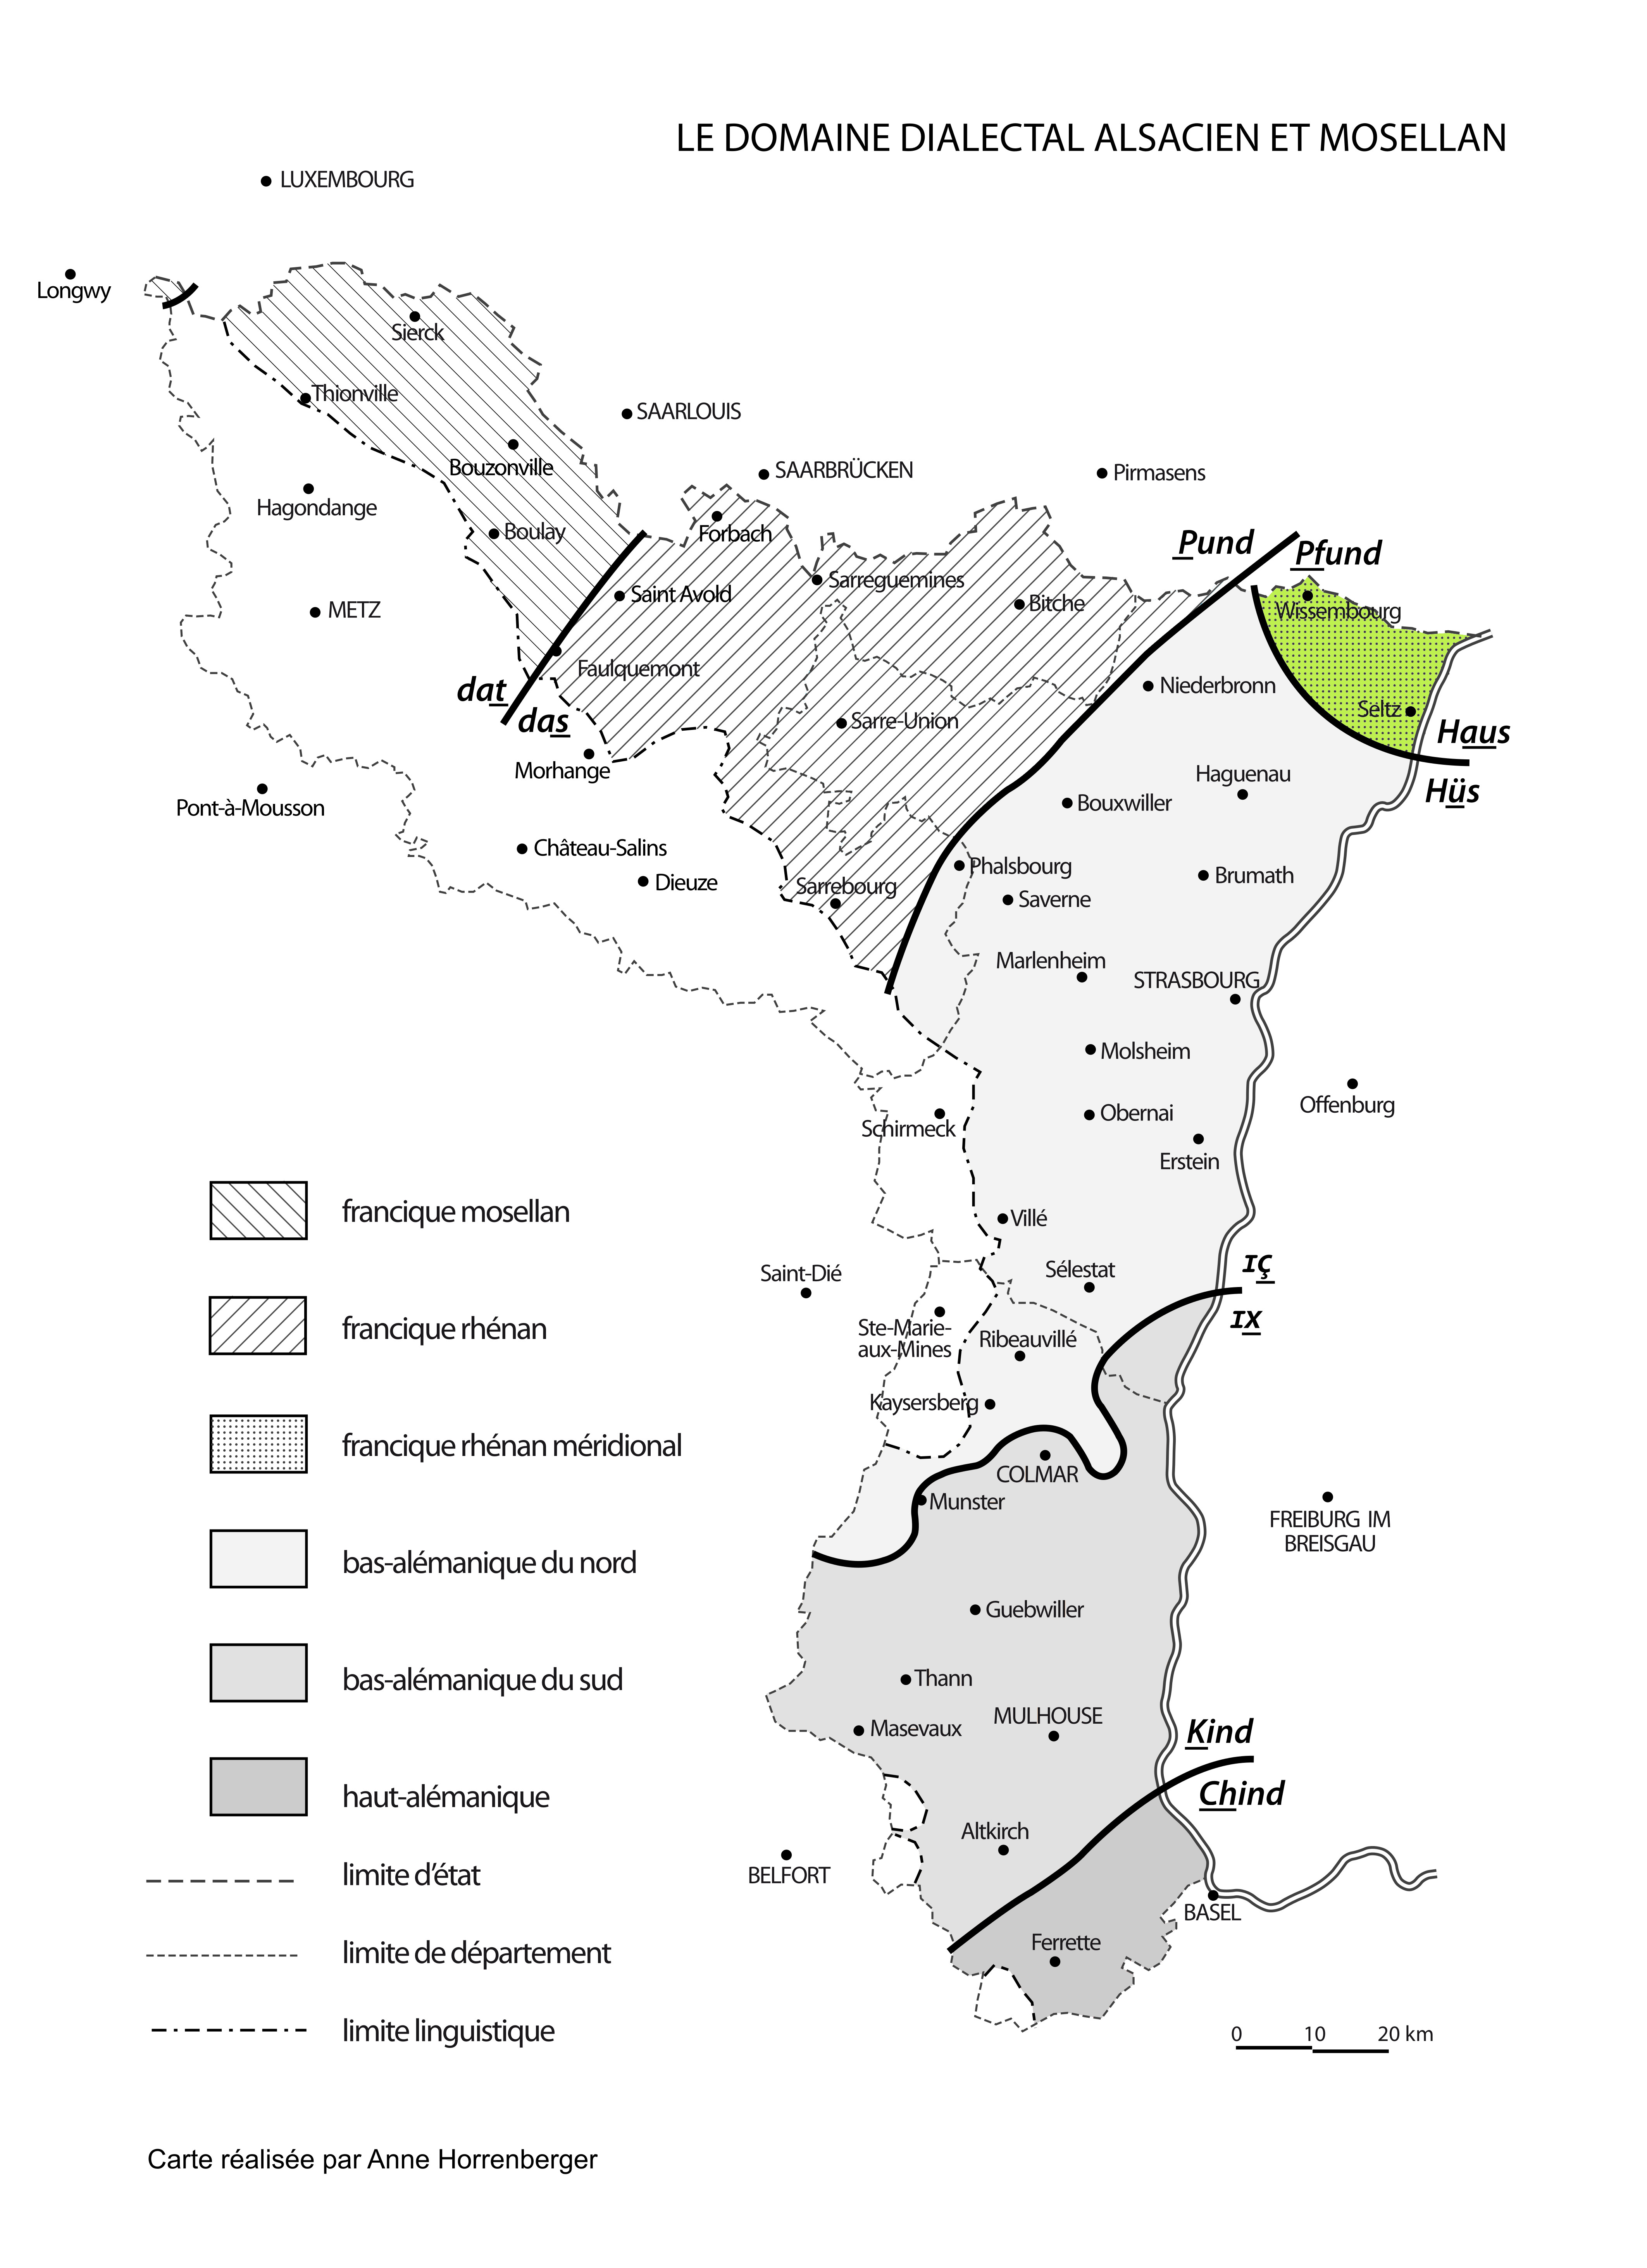 LE DOMAINE DIALECTAL ALSACIEN ET MOSELLAN
LUXEMBOURG
Longwy
Sierck
Thionville
SAARLOUIS
Bouzonville
SAARBRÜCKEN
Pirmasens
Hagondange
Boulay
Forbach
Pund
Pfund
Sarreguemines
Saint Avold
Bitche
METZ
Wissembourg
Faulquemont
dat
das
Niederbronn
Seltz
Sarre-Union
Haus
Hüs
Morhange
Haguenau
Pont-à-Mousson
Bouxwiller
Château-Salins
Dieuze
Sarrebourg
Phalsbourg
Brumath
Saverne
Marlenheim
STRASBOURG
Molsheim
Offenburg
Obernai
Schirmeck
Erstein
Villé
Saint-Dié
Sélestat
ıç
ıx
Ste-Marie-
aux-Mines
Ribeauvillé
Kaysersberg
COLMAR
Munster
FREIBURG IM
BREISGAU
Guebwiller
Thann
Masevaux
MULHOUSE
Kind
Chind
Altkirch
BELFORT
BASEL
Ferrette
francique mosellan
francique rhénan
francique rhénan méridional
bas-alémanique du nord
bas-alémanique du sud
haut-alémanique
limite d'état
limite de département
limite linguistique
0 10 20 km
Carte réalisée par Anne Horrenberger